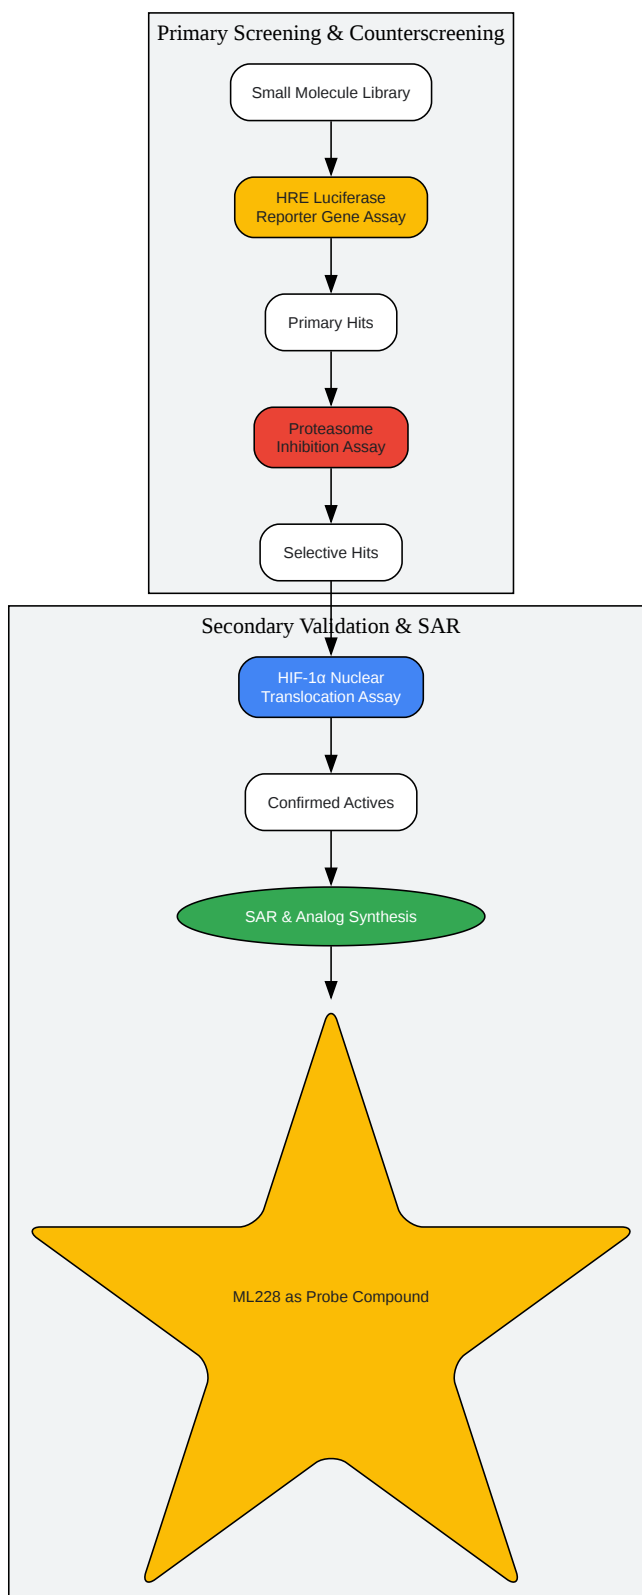 Primary Screening & Counterscreening
Small Molecule Library
HRE Luciferase
Reporter Gene Assay
Primary Hits
Proteasome
Inhibition Assay
Selective Hits
Secondary Validation & SAR
HIF-1α Nuclear
Translocation Assay
Confirmed Actives
SAR & Analog Synthesis
ML228 as Probe Compound